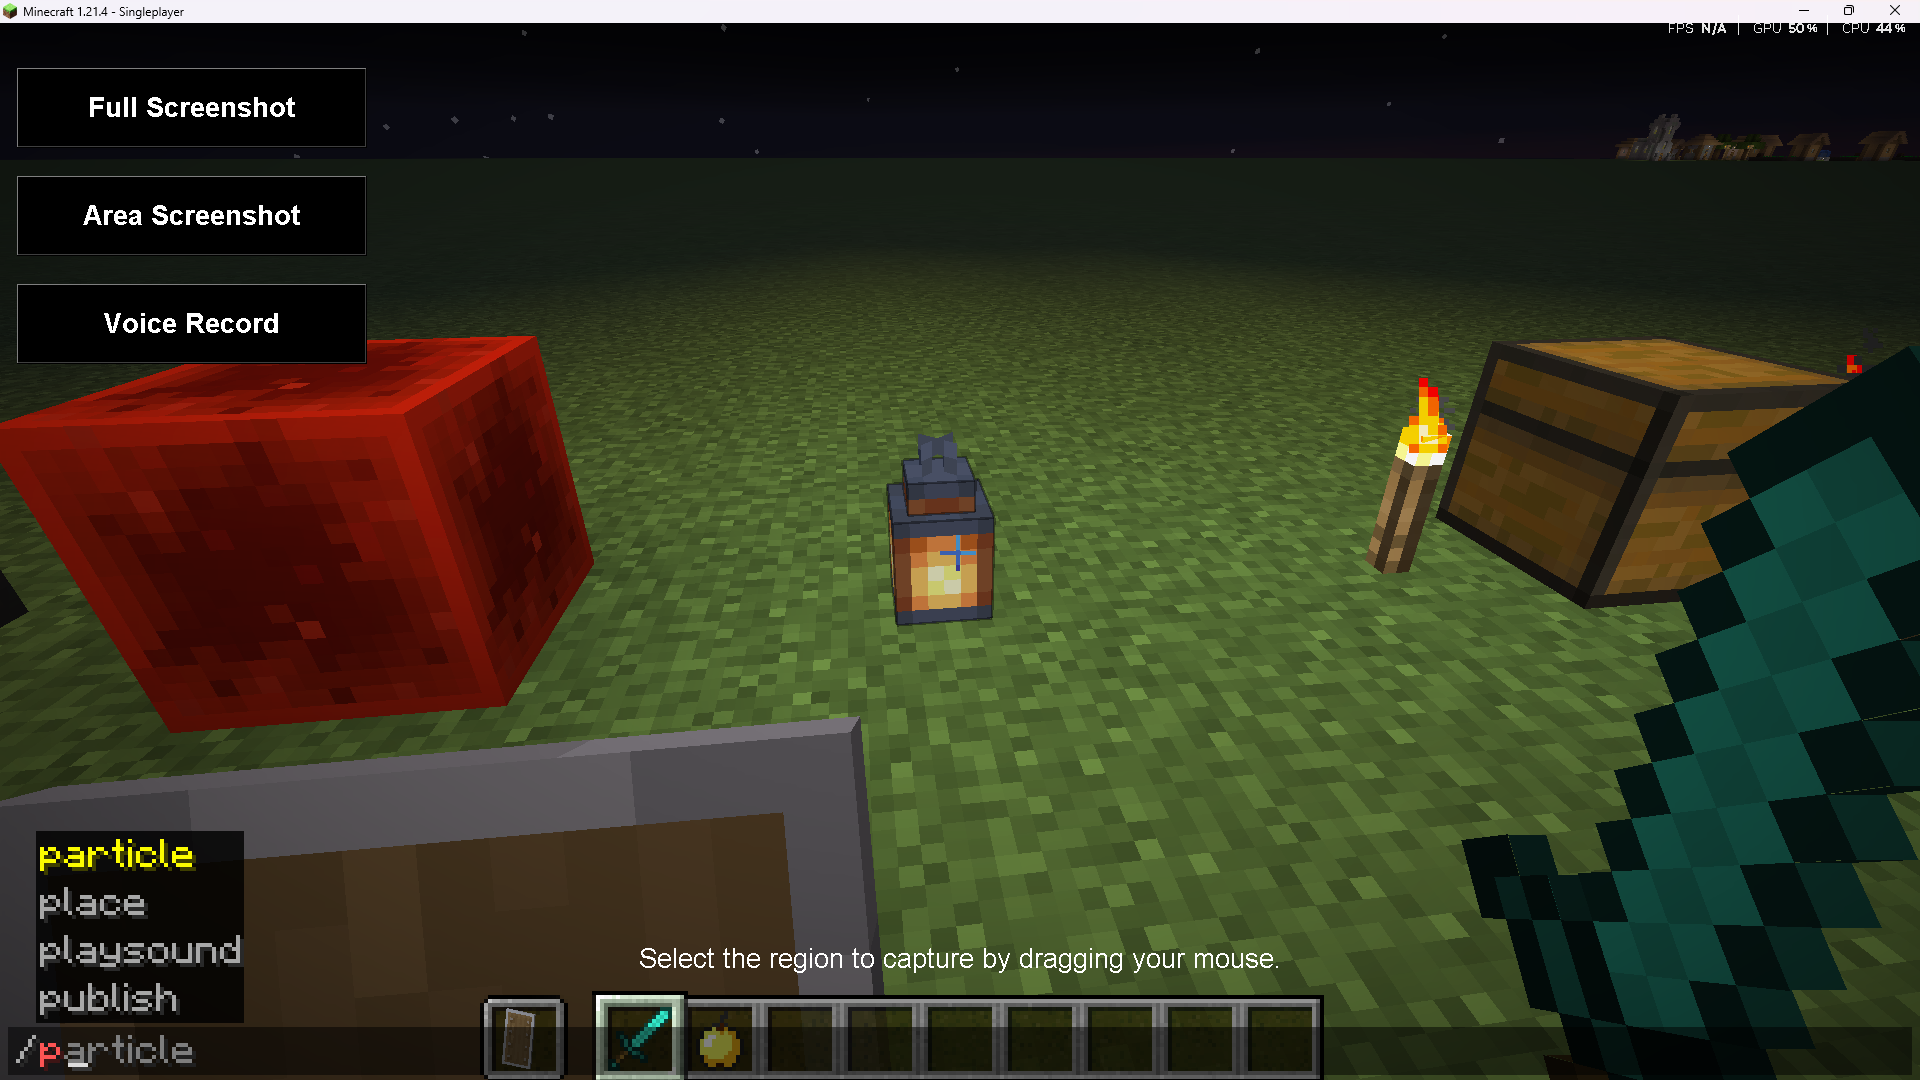 Minecraft 1.21.4 - Singleplayer
FPS N/A | GPU 50% | CPU 44%
Full Screenshot
Area Screenshot
Voice Record
particle
place
playsound
publish
Select the region to capture by dragging your mouse.
/particle